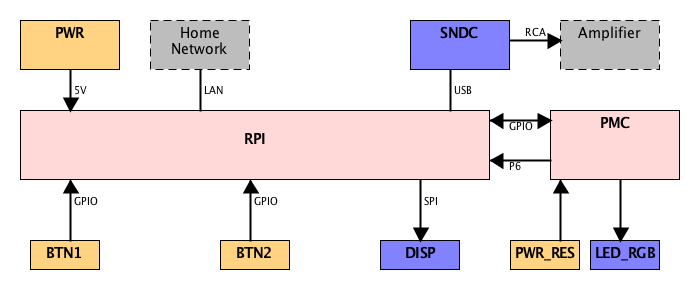 PWR
Home
Network
SNDC
RCA
Amplifier
5V
LAN
USB
RPI
GPIO
PMC
P6
GPIO
GPIO
SPI
BTN1
BTN2
DISP
PWR_RES
LED_RGB